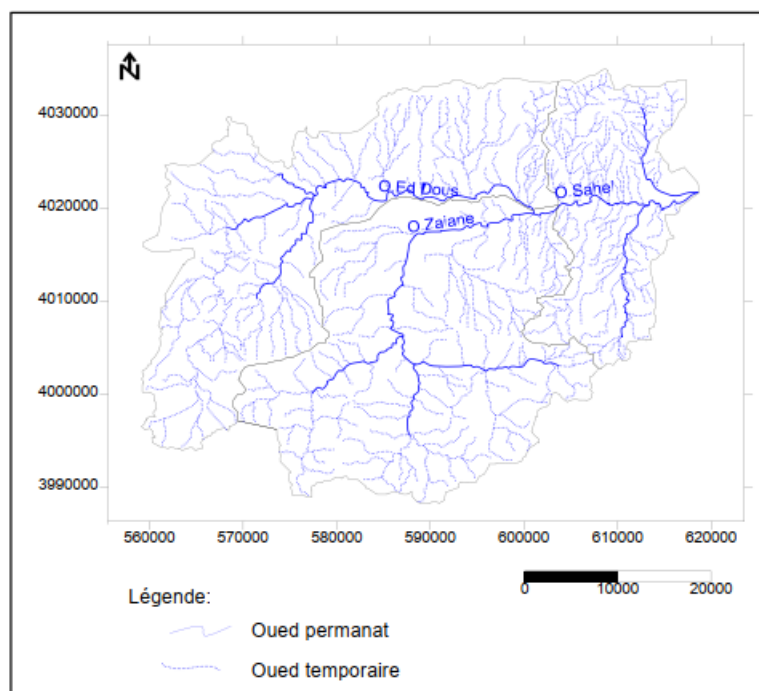 N
4030000
4020000
4010000
4000000
3990000
O Ed Dous
O Sahel
O Zaiane
560000 570000 580000 590000 600000 610000 620000
0 10000 20000
Légende:
Oued permanat
Oued temporaire